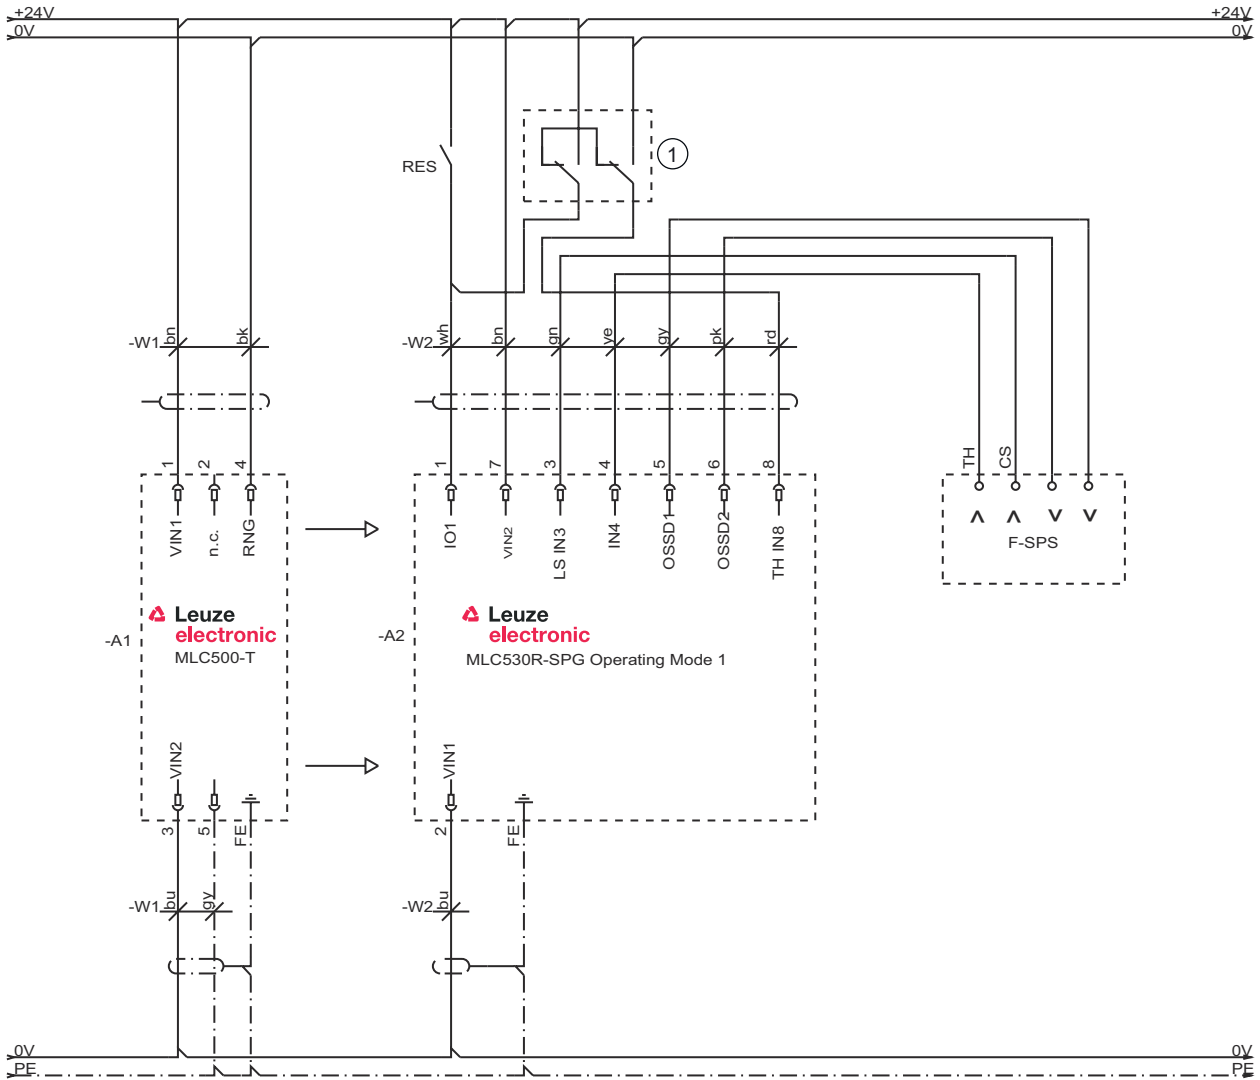 +24V +24V
0V 0V
1
RES
-W1 bn bk
-W2 wh bn gn ye gy pk rd
1 2 4
1 7 3 4 5 6 8
TH CS
VIN1 n.c. RNG
IO1 VIN2 LS IN3 IN4 OSSD1 OSSD2 TH IN8
< < > >
F-SPS
Leuze
electronic
-A1
MLC500-T
Leuze
electronic
-A2
MLC530R-SPG Operating Mode 1
VIN2
VIN1
3 5 FE
2 FE
-W1 bu gy
-W2 bu
0V 0V
PE PE